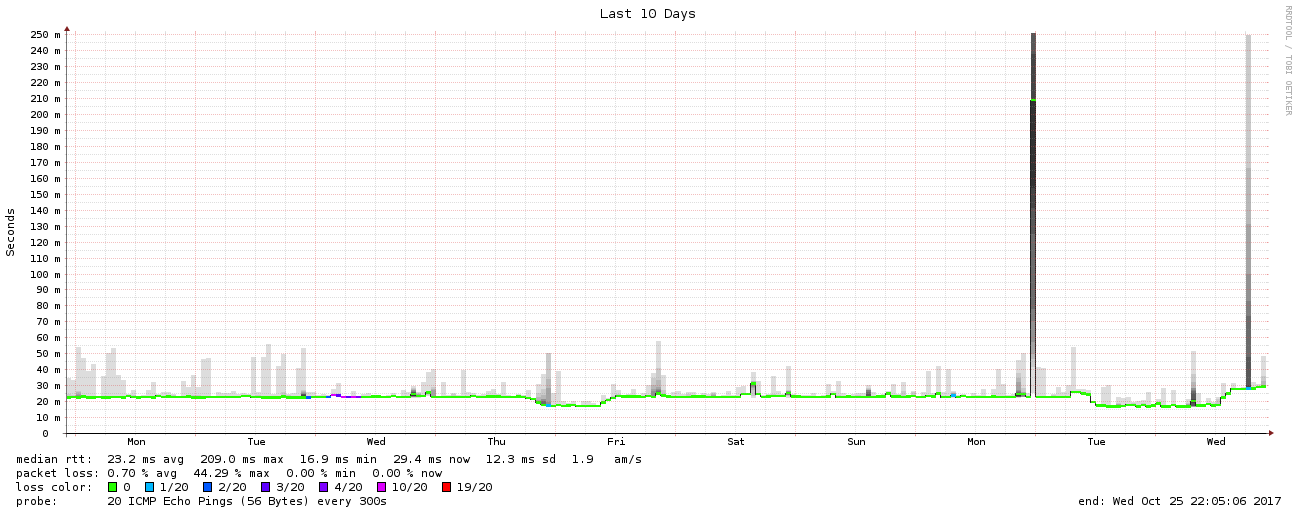 Last 10 Days
RRDTOOL / TOBI OETIKER
Seconds
250 m
240 m
230 m
220 m
210 m
200 m
190 m
180 m
170 m
160 m
150 m
140 m
130 m
120 m
110 m
100 m
90 m
80 m
70 m
60 m
50 m
40 m
30 m
20 m
10 m
0
Mon Tue Wed Thu Fri Sat Sun Mon Tue Wed
median rtt: 23.2 ms avg 209.0 ms max 16.9 ms min 29.4 ms now 12.3 ms sd 1.9 am/s
packet loss: 0.70 % avg 44.29 % max 0.00 % min 0.00 % now
loss color: 0 1/20 2/20 3/20 4/20 10/20 19/20
probe: 20 ICMP Echo Pings (56 Bytes) every 300s end: Wed Oct 25 22:05:06 2017